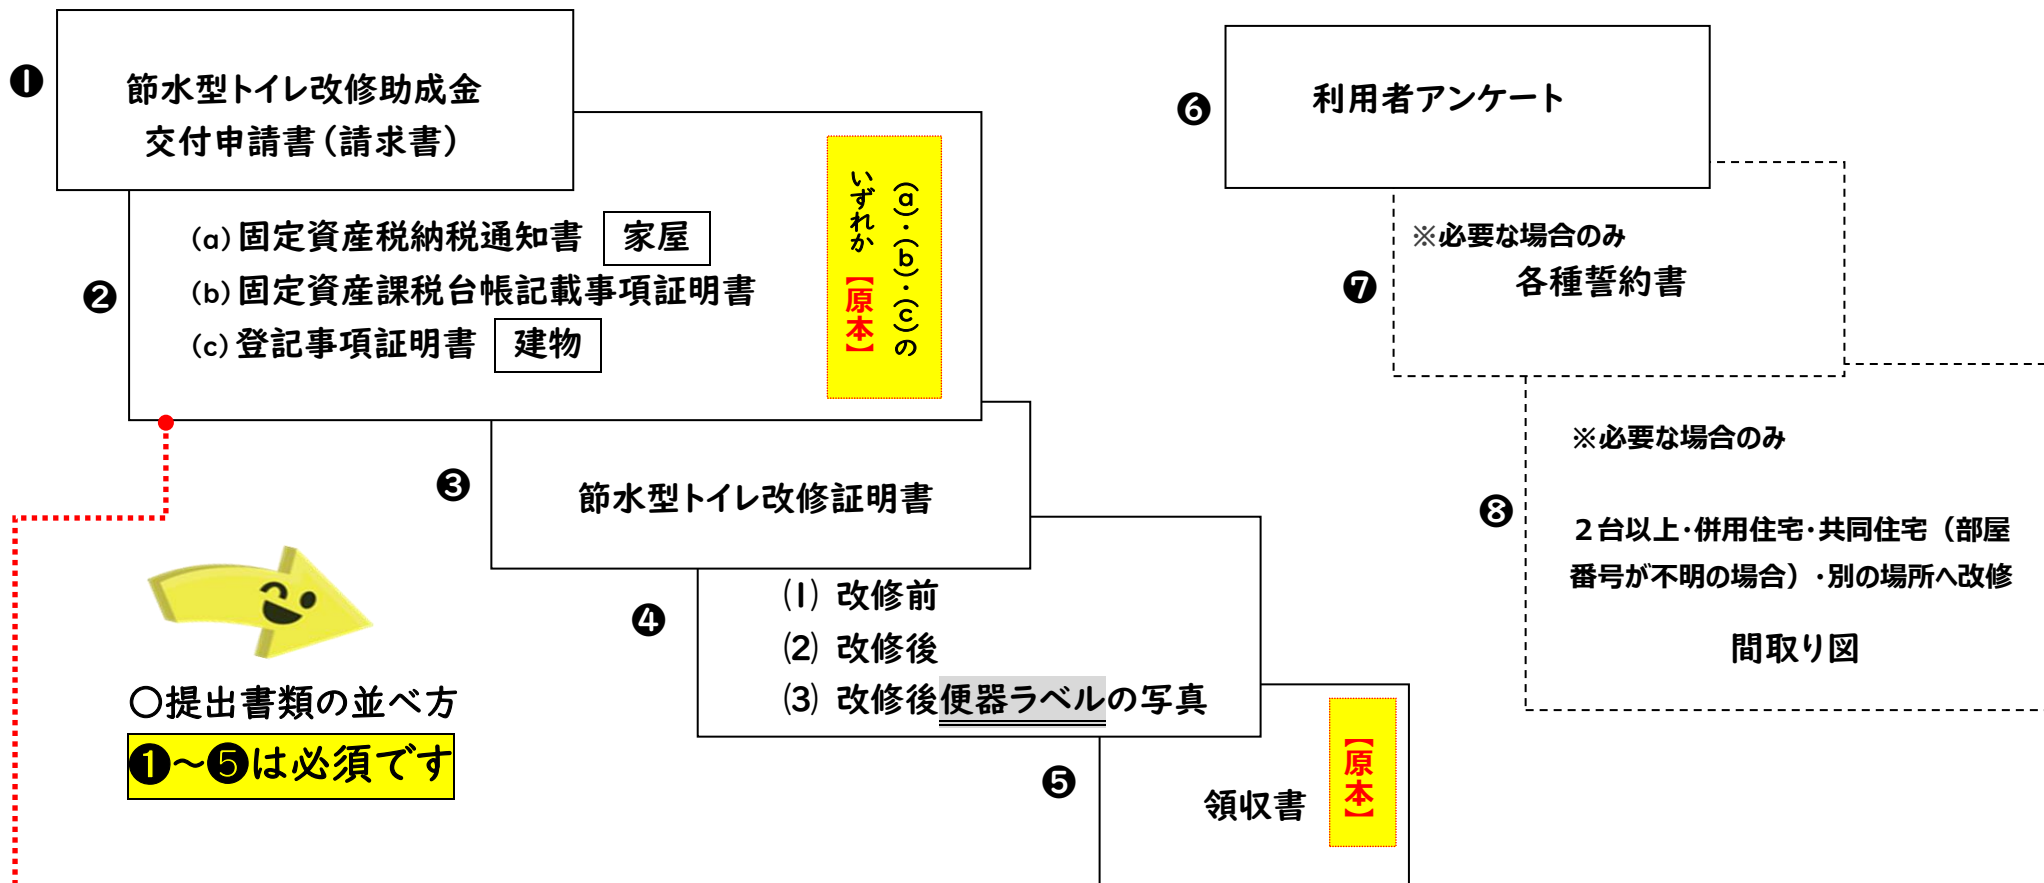 ❶
節水型トイレ改修助成金
交付申請書（請求書）
❷
(a)固定資産税納税通知書 家屋
(b)固定資産課税台帳記載事項証明書
(c)登記事項証明書 建物
(a)・(b)・(c)の
いずれか【原本】
❸
節水型トイレ改修証明書
❹
(1) 改修前
(2) 改修後
(3) 改修後便器ラベルの写真
❺
領収書
【原本】
○提出書類の並べ方
❶～❺は必須です
❻
利用者アンケート
❼
※必要な場合のみ
各種誓約書
❽
※必要な場合のみ
２台以上・併用住宅・共同住宅（部屋
番号が不明の場合）・別の場所へ改修
間取り図